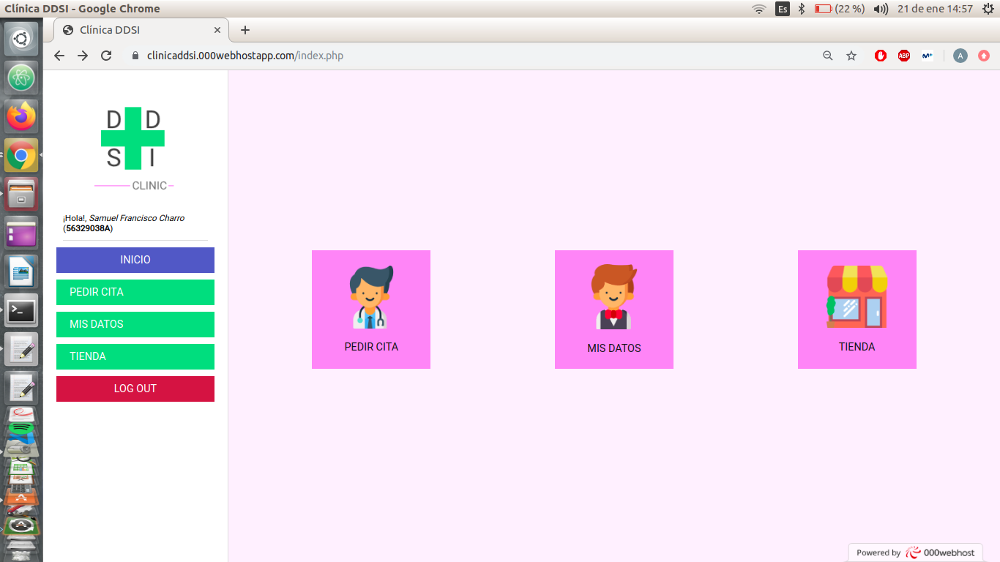 Clínica DDSI - Google Chrome
Es
(22 %)
21 de ene 14:57
Clínica DDSI
clinicaddsi.000webhostapp.com/index.php
ABP
M+
A
D D
S I
CLINIC
¡Hola!, Samuel Francisco Charro
(56329038A)
INICIO
PEDIR CITA
MIS DATOS
TIENDA
LOG OUT
PEDIR CITA
MIS DATOS
TIENDA
Powered by 000webhost